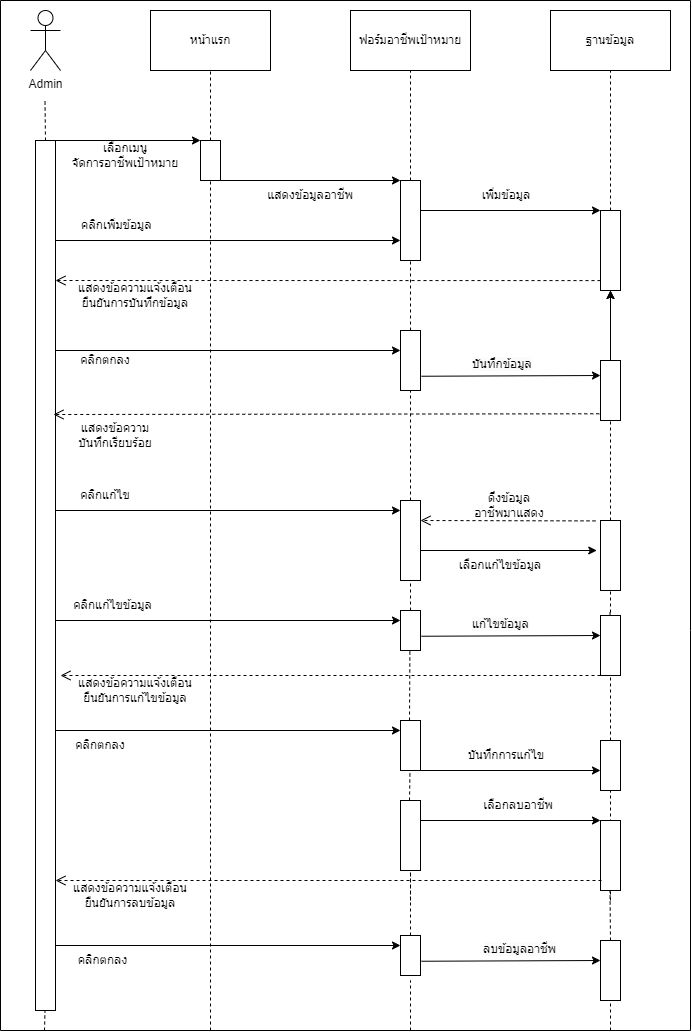 หน้าแรก
ฟอร์มอาชีพเป้าหมาย
ฐานข้อมูล
Admin
เลือกเมนู
จัดการอาชีพเป้าหมาย
แสดงข้อมูลอาชีพ
เพิ่มข้อมูล
คลิกเพิ่มข้อมูล
แสดงข้อความแจ้งเตือน
ยืนยันการบันทึกข้อมูล
คลิกตกลง
บันทึกข้อมูล
แสดงข้อความ
บันทึกเรียบร้อย
คลิกแก้ไข
ดึงข้อมูล
อาชีพมาแสดง
เลือกแก้ไขข้อมูล
คลิกแก้ไขข้อมูล
แก้ไขข้อมูล
แสดงข้อความแจ้งเตือน
ยืนยันการแก้ไขข้อมูล
คลิกตกลง
บันทึกการแก้ไข
เลือกลบอาชีพ
แสดงข้อความแจ้งเตือน
ยืนยันการลบข้อมูล
คลิกตกลง
ลบข้อมูลอาชีพ